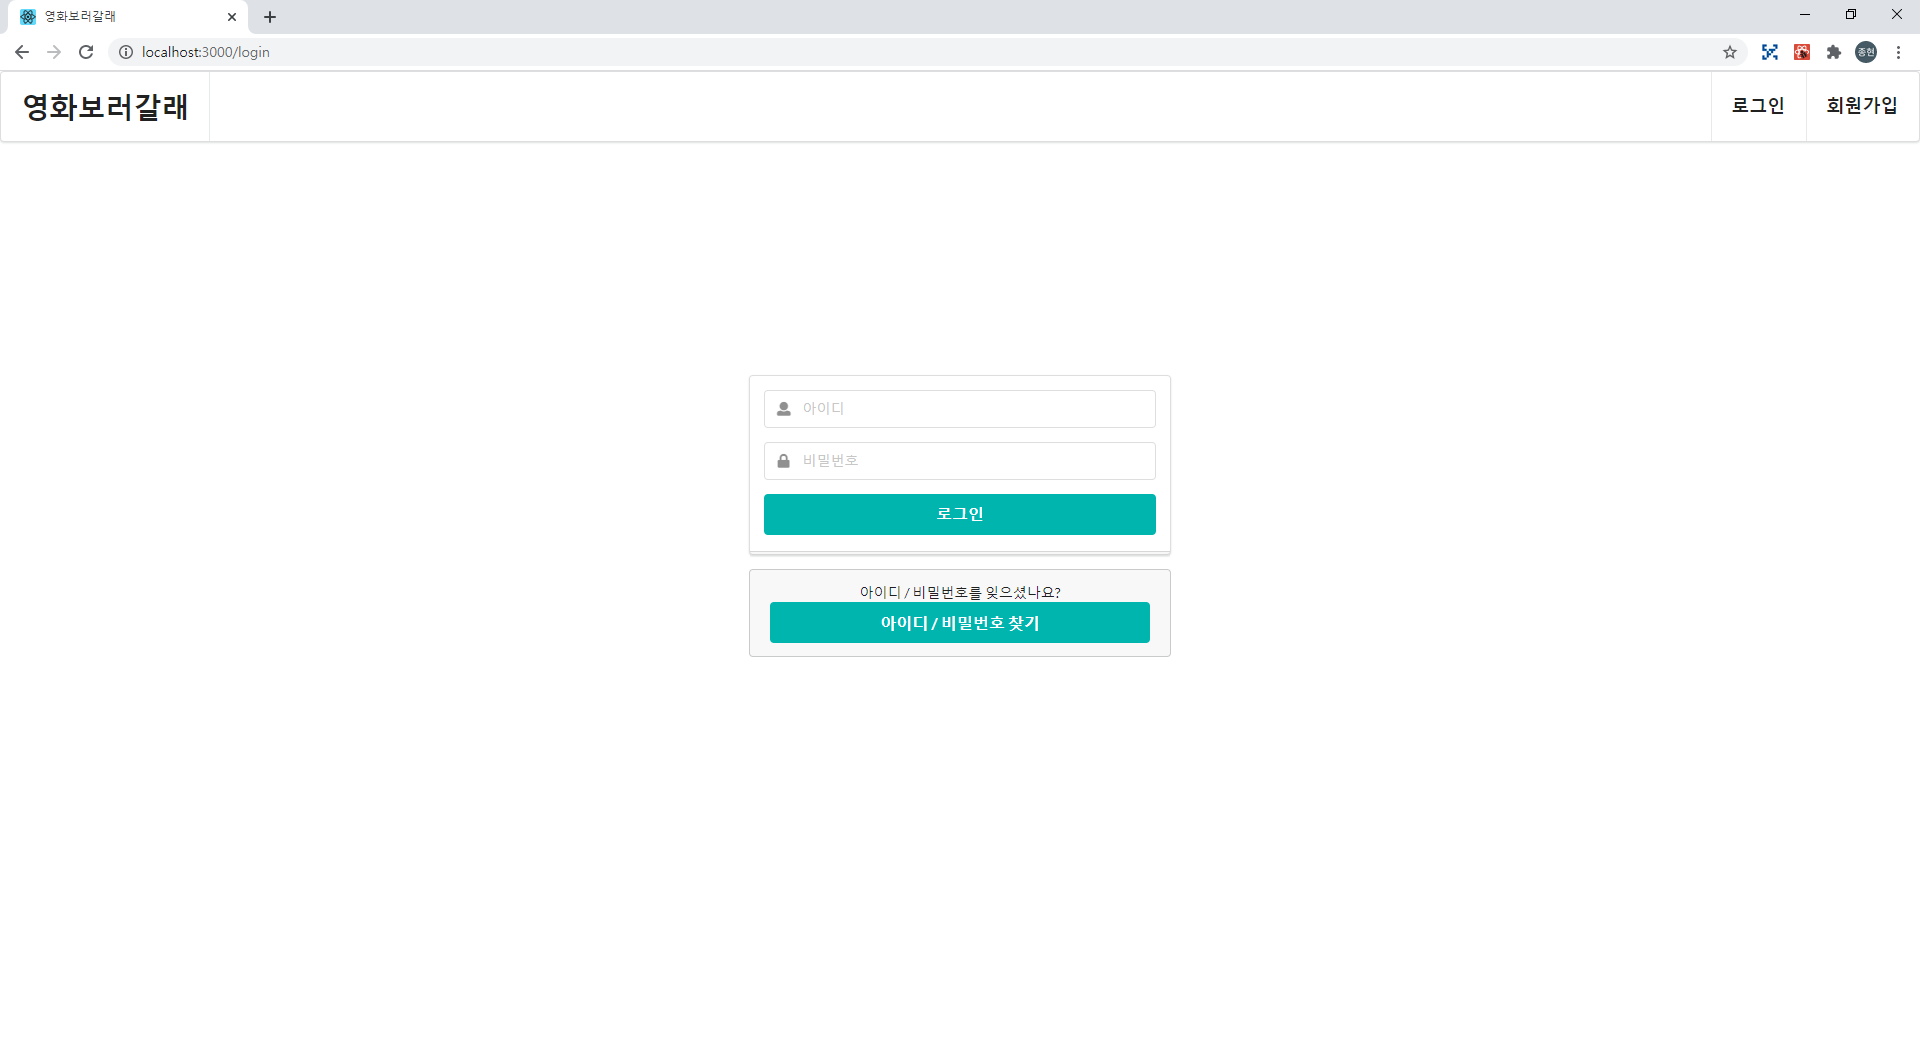 영화보러갈래
localhost:3000/login
종현
영화보러갈래
로그인
회원가입
아이디
비밀번호
로그인
아이디 / 비밀번호를 잊으셨나요?
아이디 / 비밀번호 찾기